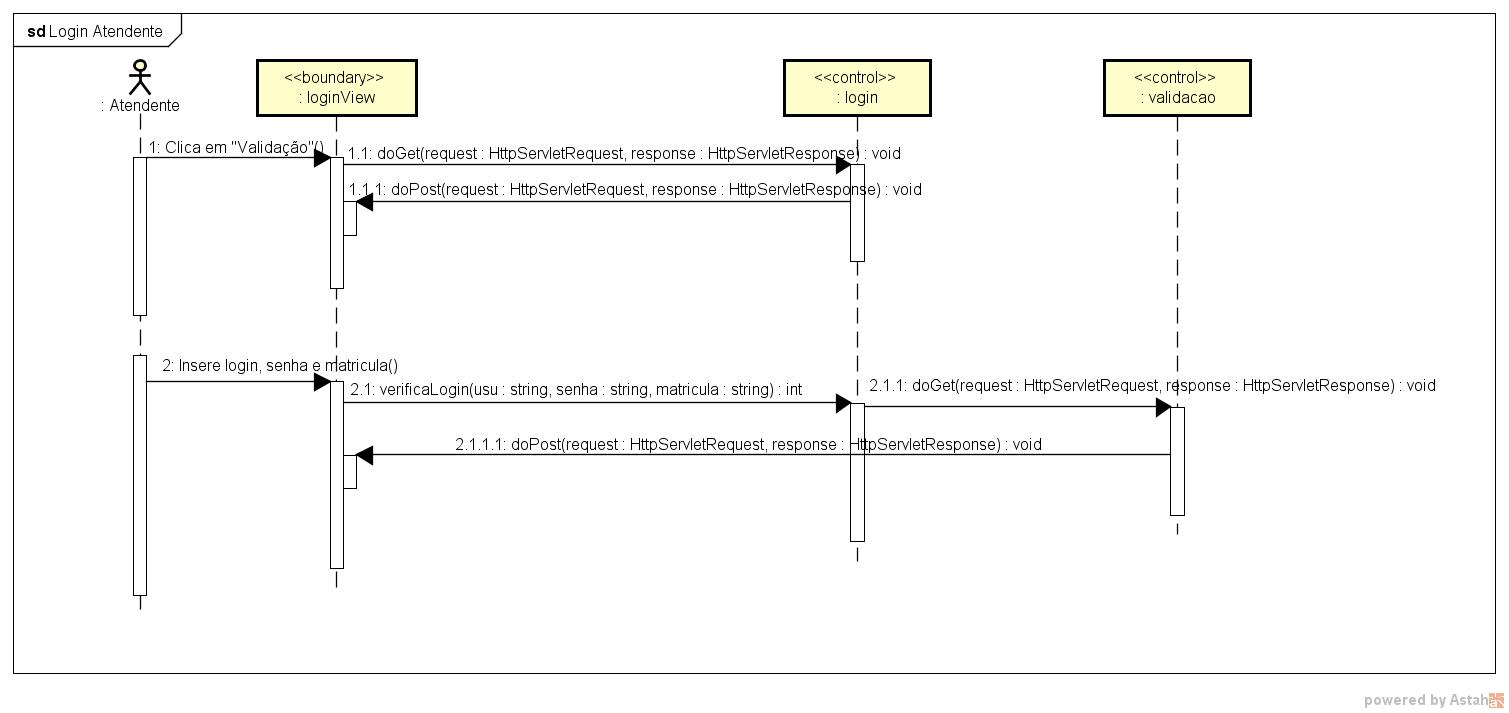 sd Login Atendente
: Atendente
<<boundary>>
: loginView
<<control>>
: login
<<control>>
: validacao
1: Clica em "Validação"()
1.1: doGet(request : HttpServletRequest, response : HttpServletResponse) : void
1.1.1: doPost(request : HttpServletRequest, response : HttpServletResponse) : void
2: Insere login, senha e matricula()
2.1: verificaLogin(usu : string, senha : string, matricula : string) : int
2.1.1: doGet(request : HttpServletRequest, response : HttpServletResponse) : void
2.1.1.1: doPost(request : HttpServletRequest, response : HttpServletResponse) : void
powered by Astah